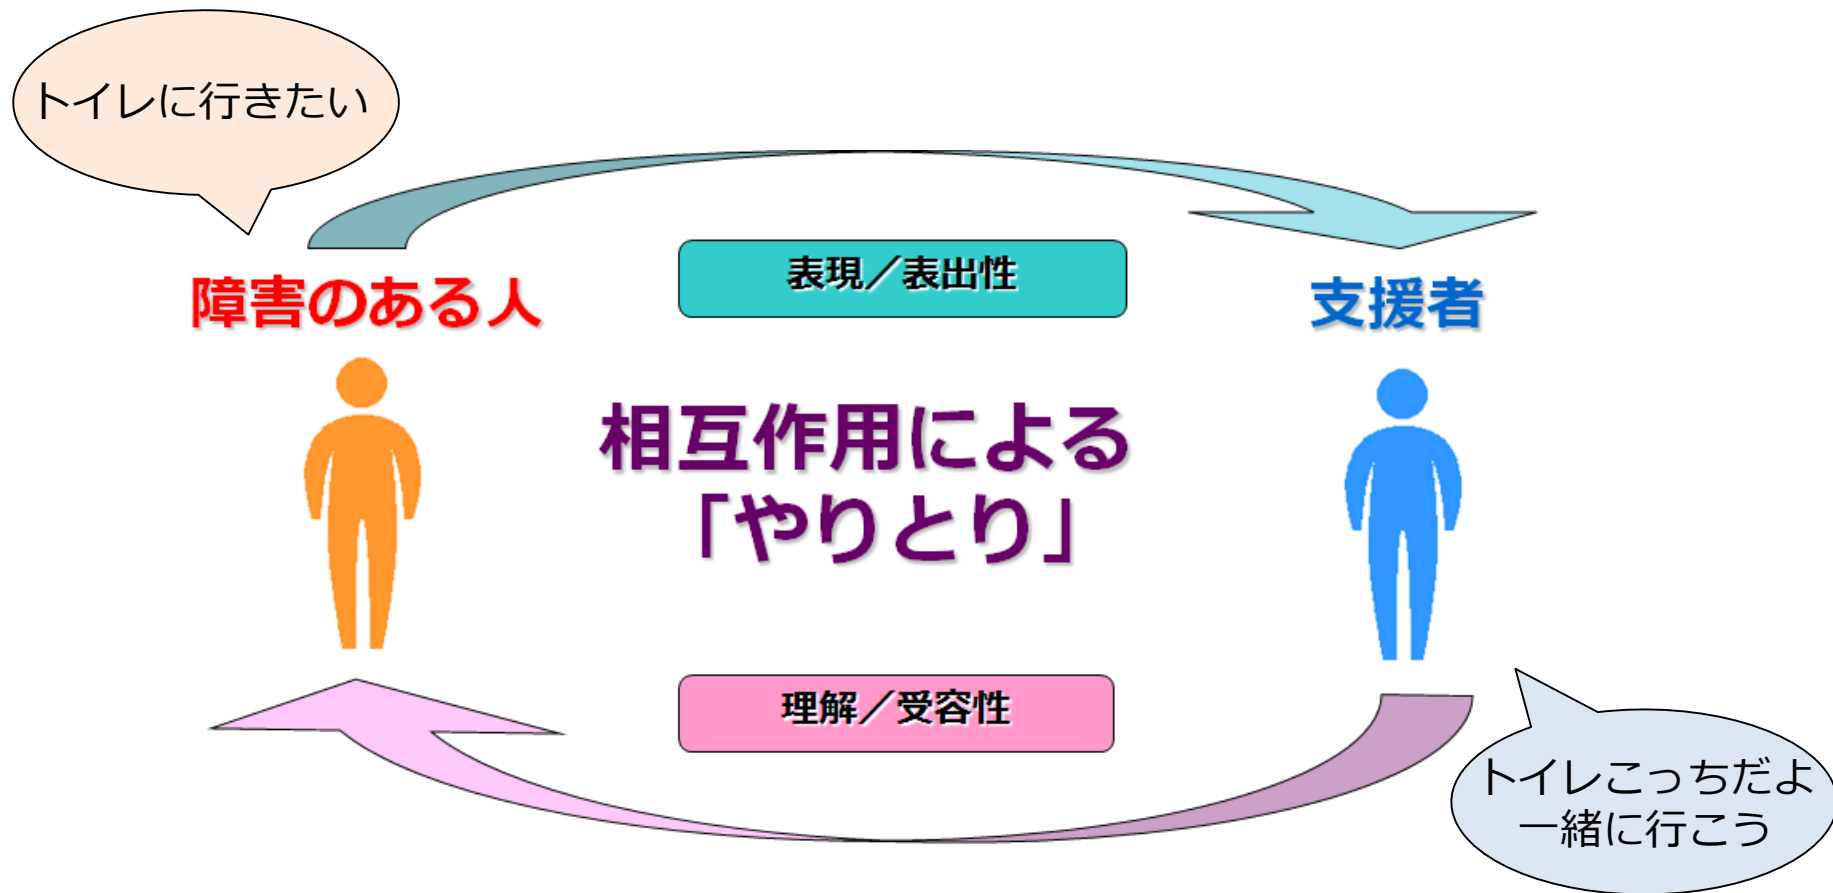 トイレに行きたい
表現／表出性
障害のある人
支援者
相互作用による
「やりとり」
理解／受容性
トイレこっちだよ
一緒に行こう